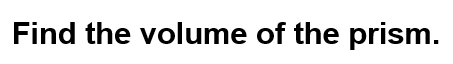 Find the volume of the prism.